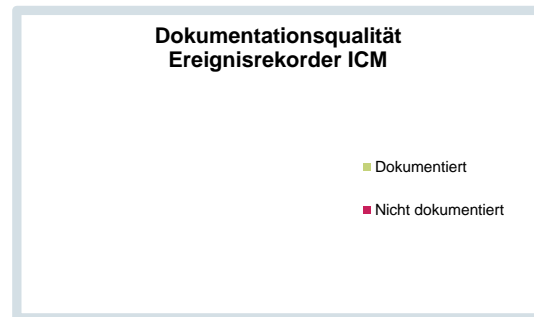 Dokumentationsqualität
Ereignisrekorder ICM
Dokumentiert
Nicht dokumentiert